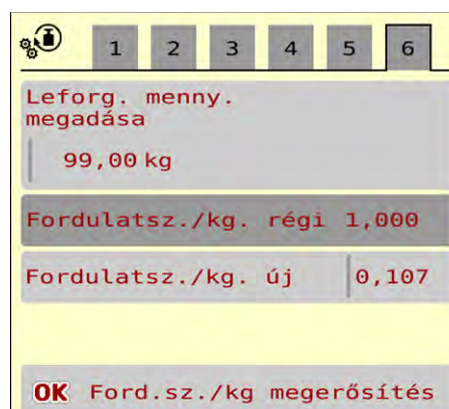 1 2 3 4 5 6
Leforg. menny.
megadása
99,00 kg
Fordulatsz./kg. régi 1,000
Fordulatsz./kg. új 0,107
OK Ford.sz./kg megerősítés